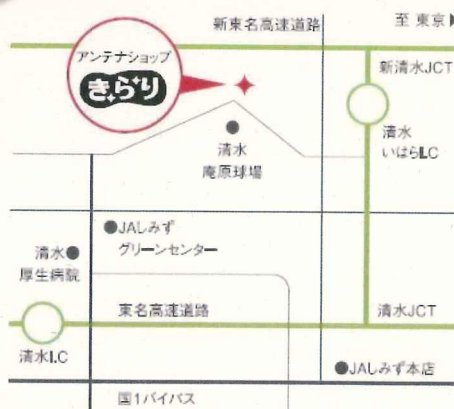 新東名高速道路
至 東京▶
アンテナショップ
きらり
新清水JCT
清水
いはらI.C
清水
庵原球場
●JAしみず
グリーンセンター
清水●
厚生病院
東名高速道路
清水JCT
清水I.C
●JAしみず本店
国1バイパス